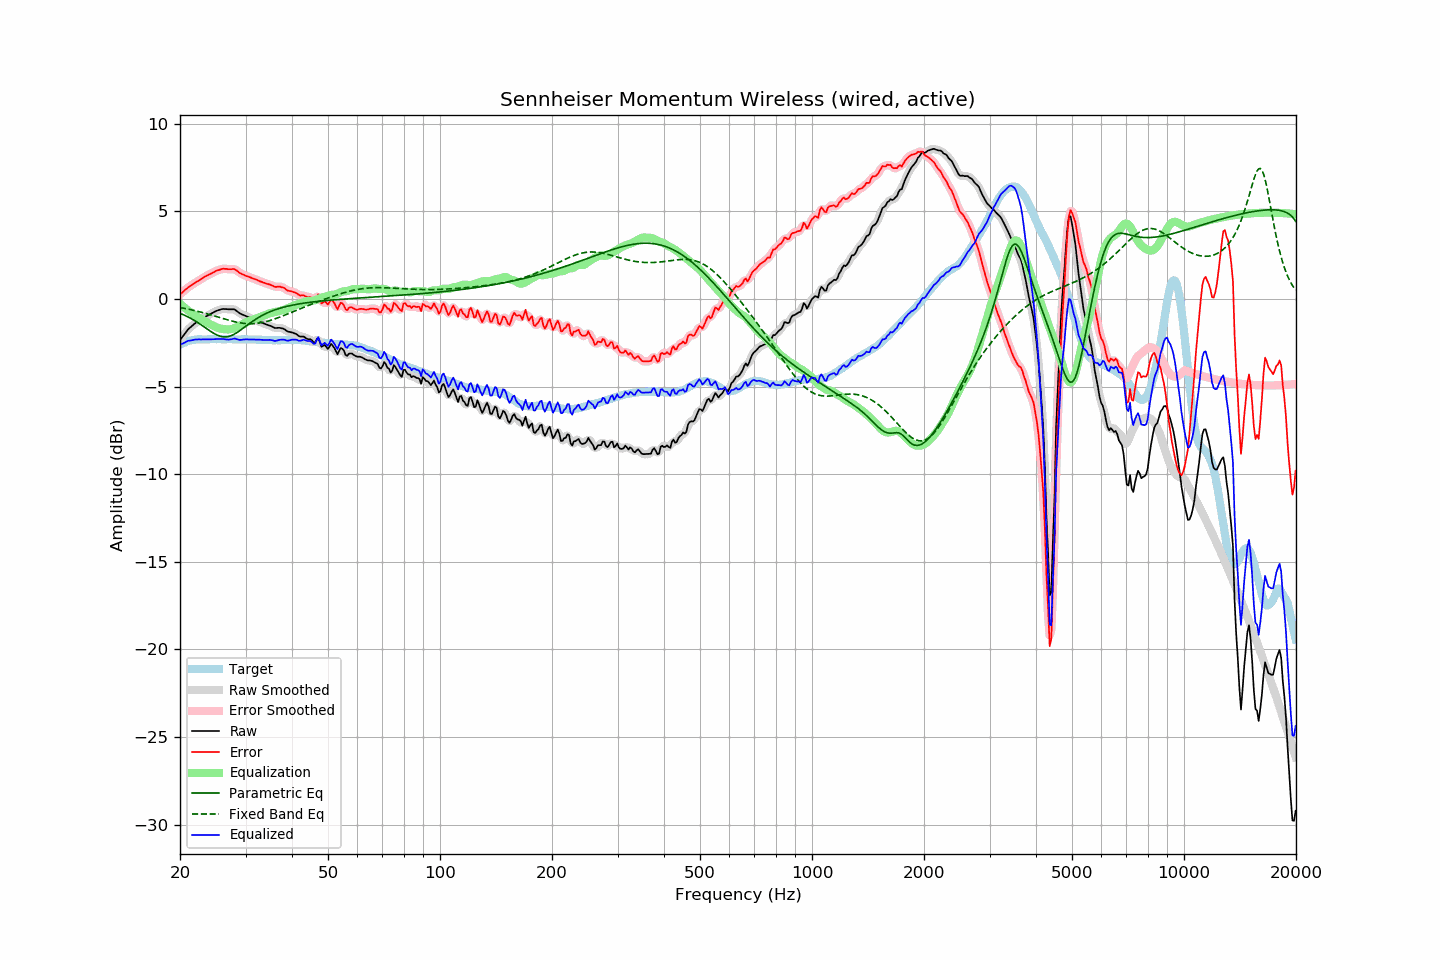 Sennheiser Momentum Wireless (wired, active)
10
5
0
−5
−10
−15
−20
−25
−30
Amplitude (dBr)
Target
Raw Smoothed
Error Smoothed
Raw
Error
Equalization
Parametric Eq
Fixed Band Eq
Equalized
20 50 100 200 500 1000 2000 5000 10000 20000
Frequency (Hz)